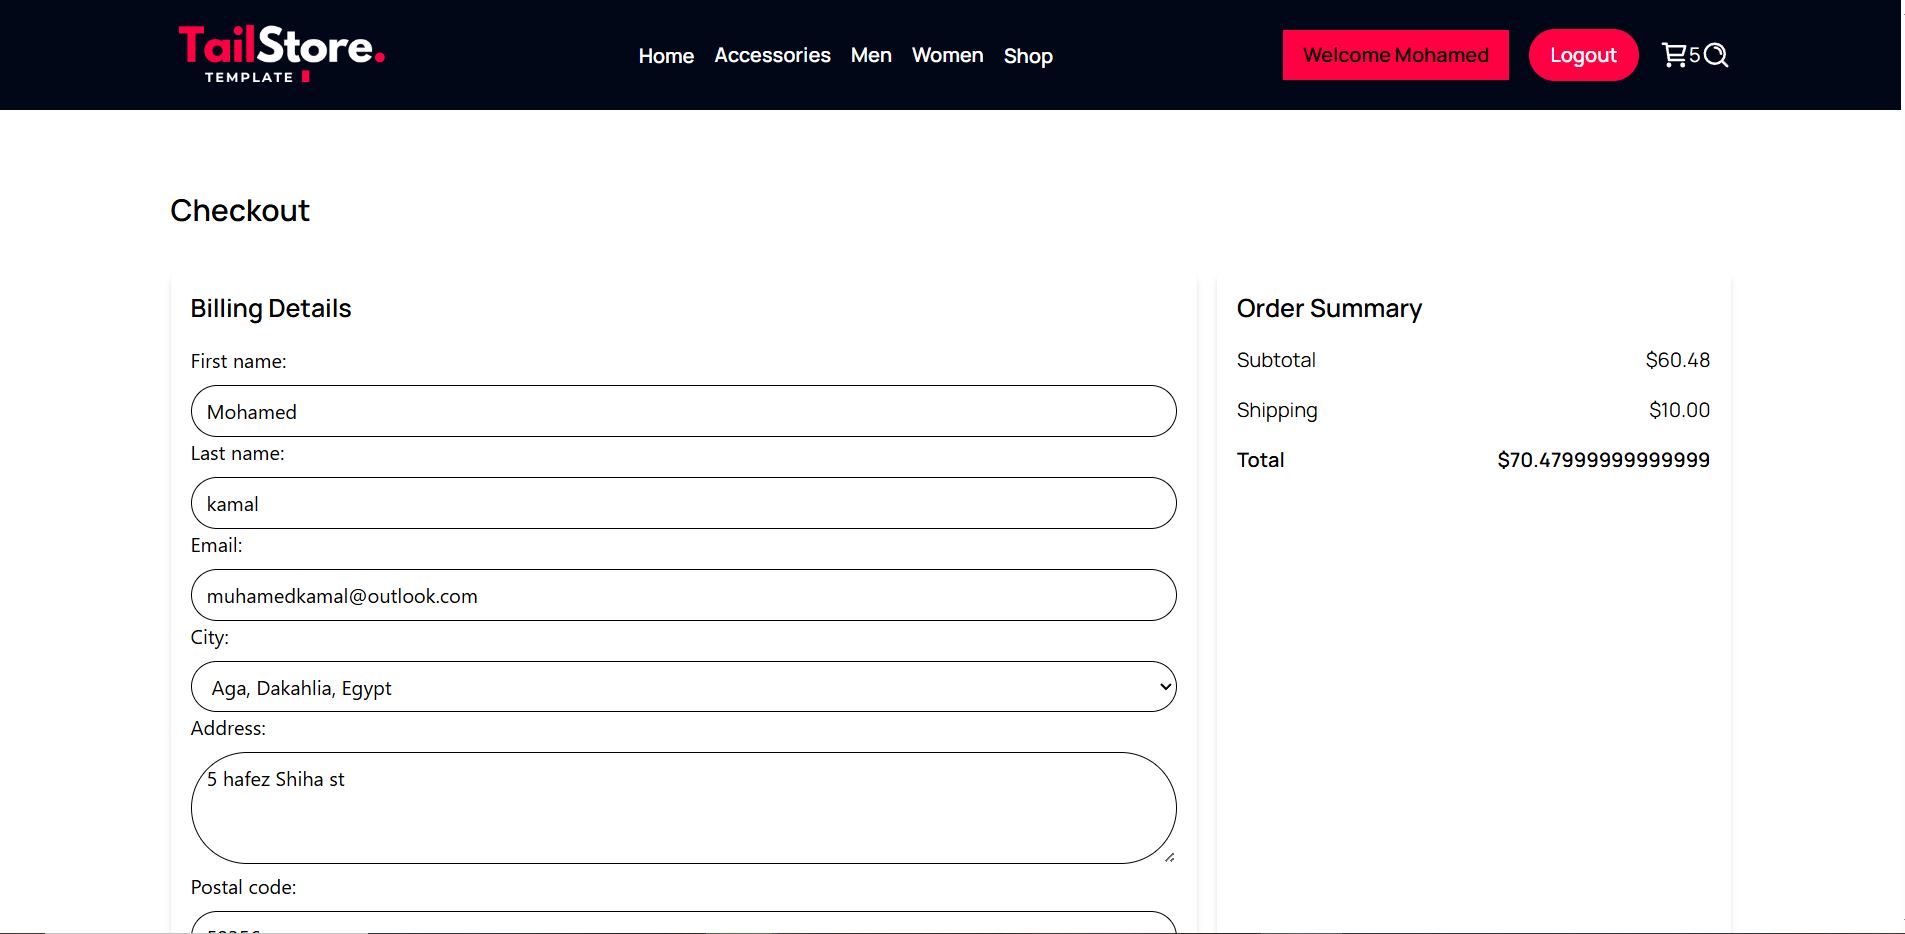 TailStore.
TEMPLATE
Home Accessories Men Women Shop
Welcome Mohamed
Logout
5
Checkout
Billing Details
First name:
Mohamed
Last name:
kamal
Email:
muhamedkamal@outlook.com
City:
Aga, Dakahlia, Egypt
Address:
5 hafez Shiha st
Postal code:
Order Summary
Subtotal $60.48
Shipping $10.00
Total $70.47999999999999